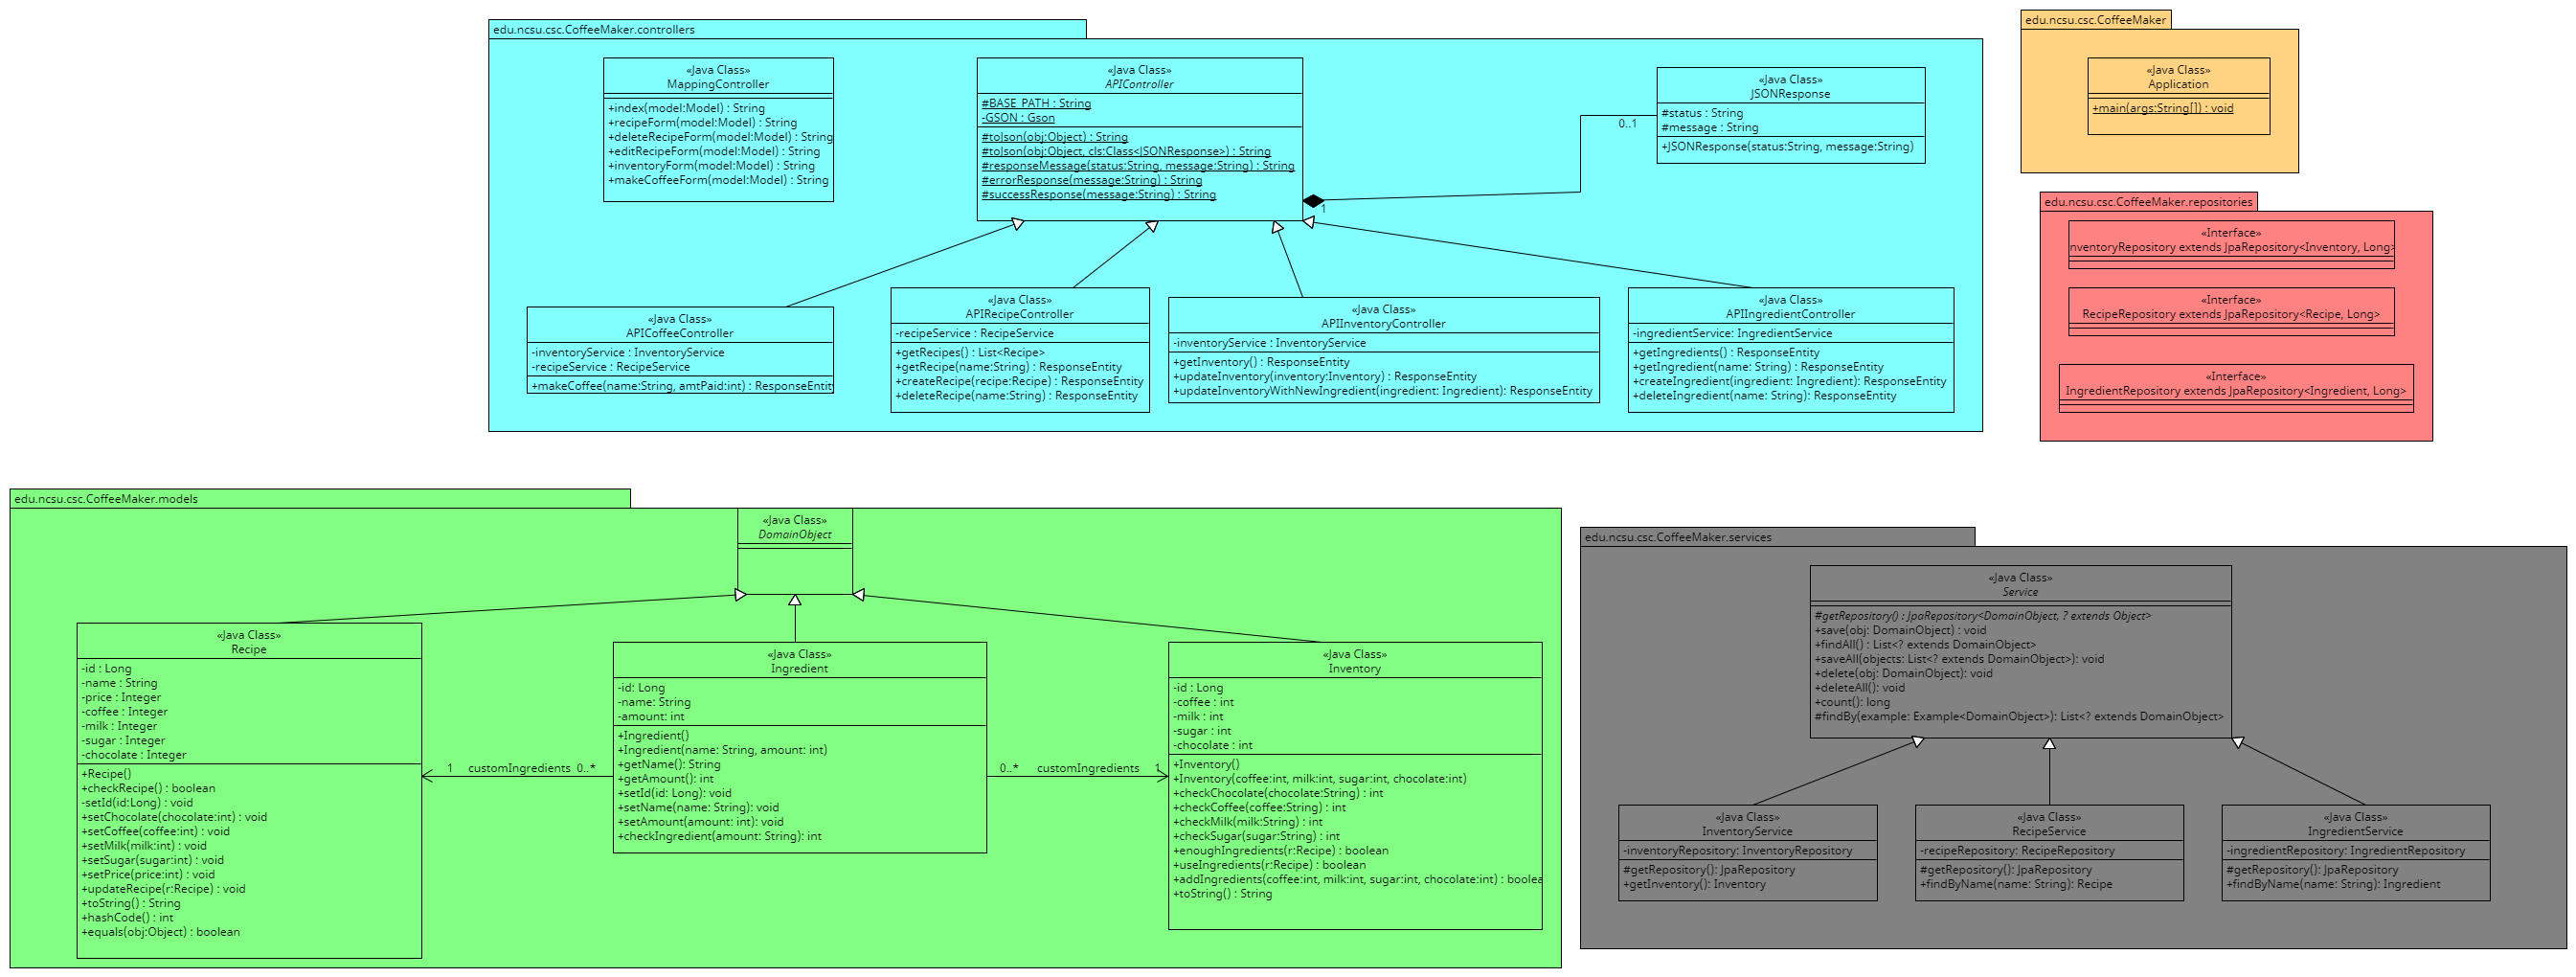 edu.ncsu.csc.CoffeeMaker.controllers
«Java Class»
MappingController
+index(model:Model) : String
+recipeForm(model:Model) : String
+deleteRecipeForm(model:Model) : String
+editRecipeForm(model:Model) : String
+inventoryForm(model:Model) : String
+makeCoffeeForm(model:Model) : String
«Java Class»
APIController
#BASE_PATH : String
-GSON : Gson
#toJson(obj:Object) : String
#toJson(obj:Object, cls:Class<JSONResponse>) : String
#responseMessage(status:String, message:String) : String
#errorResponse(message:String) : String
#successResponse(message:String) : String
1
0..1
«Java Class»
JSONResponse
#status : String
#message : String
+JSONResponse(status:String, message:String)
«Java Class»
APICoffeeController
-inventoryService : InventoryService
-recipeService : RecipeService
+makeCoffee(name:String, amtPaid:int) : ResponseEntit
«Java Class»
APIRecipeController
-recipeService : RecipeService
+getRecipes() : List<Recipe>
+getRecipe(name:String) : ResponseEntity
+createRecipe(recipe:Recipe) : ResponseEntity
+deleteRecipe(name:String) : ResponseEntity
«Java Class»
APIInventoryController
-inventoryService : InventoryService
+getInventory() : ResponseEntity
+updateInventory(inventory:Inventory) : ResponseEntity
+updateInventoryWithNewIngredient(ingredient: Ingredient): ResponseEntity
«Java Class»
APIIngredientController
-ingredientService: IngredientService
+getIngredients() : ResponseEntity
+getIngredient(name: String) : ResponseEntity
+createIngredient(ingredient: Ingredient): ResponseEntity
+deleteIngredient(name: String): ResponseEntity
edu.ncsu.csc.CoffeeMaker
«Java Class»
Application
+main(args:String[]) : void
edu.ncsu.csc.CoffeeMaker.repositories
«Interface»
nventoryRepository extends JpaRepository<Inventory, Long>
«Interface»
RecipeRepository extends JpaRepository<Recipe, Long>
«Interface»
IngredientRepository extends JpaRepository<Ingredient, Long>
edu.ncsu.csc.CoffeeMaker.models
«Java Class»
DomainObject
«Java Class»
Recipe
-id : Long
-name : String
-price : Integer
-coffee : Integer
-milk : Integer
-sugar : Integer
-chocolate : Integer
+Recipe()
+checkRecipe() : boolean
-setId(id:Long) : void
+setChocolate(chocolate:int) : void
+setCoffee(coffee:int) : void
+setMilk(milk:int) : void
+setSugar(sugar:int) : void
+setPrice(price:int) : void
+updateRecipe(r:Recipe) : void
+toString() : String
+hashCode() : int
+equals(obj:Object) : boolean
1 customIngredients 0..*
«Java Class»
Ingredient
-id: Long
-name: String
-amount: int
+Ingredient()
+Ingredient(name: String, amount: int)
+getName(): String
+getAmount(): int
+setId(id: Long): void
+setName(name: String): void
+setAmount(amount: int): void
+checkIngredient(amount: String): int
0..* customIngredients 1
«Java Class»
Inventory
-id : Long
-coffee : int
-milk : int
-sugar : int
-chocolate : int
+Inventory()
+Inventory(coffee:int, milk:int, sugar:int, chocolate:int)
+checkChocolate(chocolate:String) : int
+checkCoffee(coffee:String) : int
+checkMilk(milk:String) : int
+checkSugar(sugar:String) : int
+enoughIngredients(r:Recipe) : boolean
+useIngredients(r:Recipe) : boolean
+addIngredients(coffee:int, milk:int, sugar:int, chocolate:int) : boolea
+toString() : String
edu.ncsu.csc.CoffeeMaker.services
«Java Class»
Service
#getRepository() : JpaRepository<DomainObject, ? extends Object>
+save(obj: DomainObject) : void
+findAll() : List<? extends DomainObject>
+saveAll(objects: List<? extends DomainObject>): void
+delete(obj: DomainObject): void
+deleteAll(): void
+count(): long
#findBy(example: Example<DomainObject>): List<? extends DomainObject>
«Java Class»
InventoryService
-inventoryRepository: InventoryRepository
#getRepository(): JpaRepository
+getInventory(): Inventory
«Java Class»
RecipeService
-recipeRepository: RecipeRepository
#getRepository(): JpaRepository
+findByName(name: String): Recipe
«Java Class»
IngredientService
-ingredientRepository: IngredientRepository
#getRepository(): JpaRepository
+findByName(name: String): Ingredient